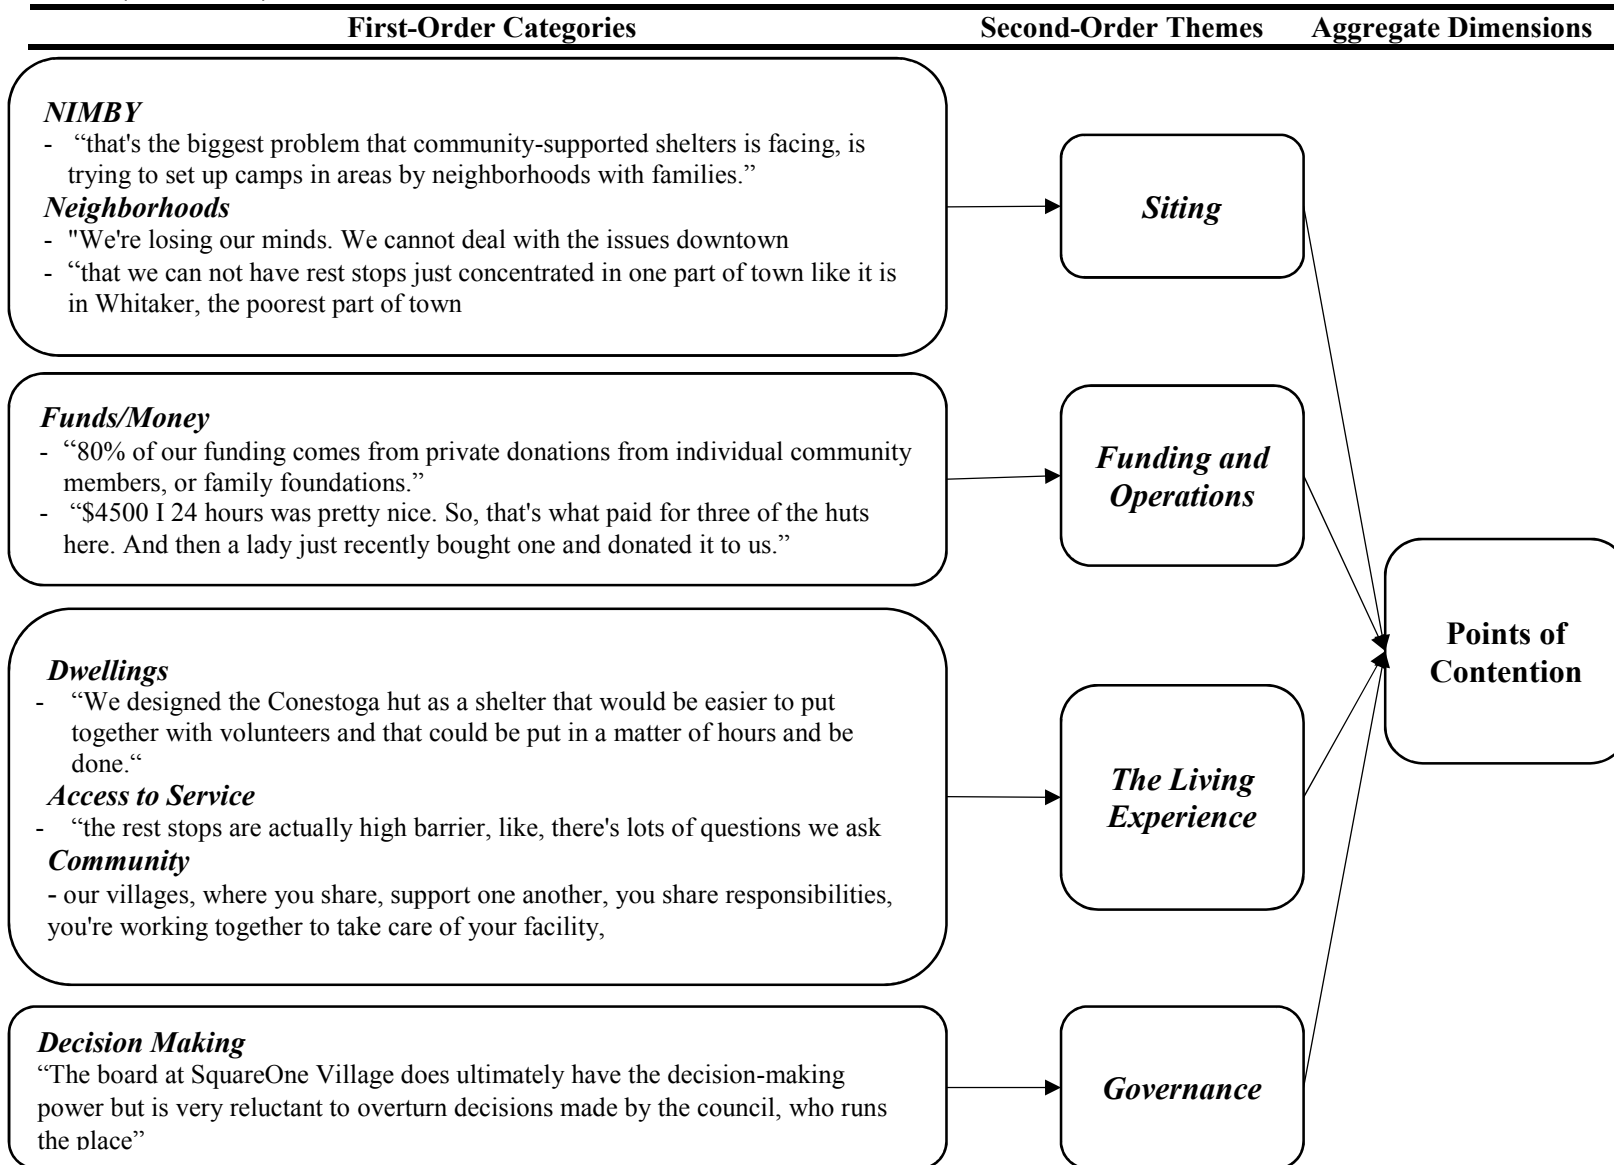 First-Order Categories Second-Order Themes Aggregate Dimensions
NIMBY
- “that's the biggest problem that community-supported shelters is facing, is
trying to set up camps in areas by neighborhoods with families.”
Neighborhoods
- "We're losing our minds. We cannot deal with the issues downtown
- “that we can not have rest stops just concentrated in one part of town like it is
in Whitaker, the poorest part of town
Siting
Funds/Money
- “80% of our funding comes from private donations from individual community
members, or family foundations.”
- “$4500 I 24 hours was pretty nice. So, that's what paid for three of the huts
here. And then a lady just recently bought one and donated it to us.”
Funding and
Operations
Dwellings
- “We designed the Conestoga hut as a shelter that would be easier to put
together with volunteers and that could be put in a matter of hours and be
done.“
Access to Service
- “the rest stops are actually high barrier, like, there's lots of questions we ask
Community
- our villages, where you share, support one another, you share responsibilities,
you're working together to take care of your facility,
The Living
Experience
Decision Making
“The board at SquareOne Village does ultimately have the decision-making
power but is very reluctant to overturn decisions made by the council, who runs
the place”
Governance
Points of
Contention